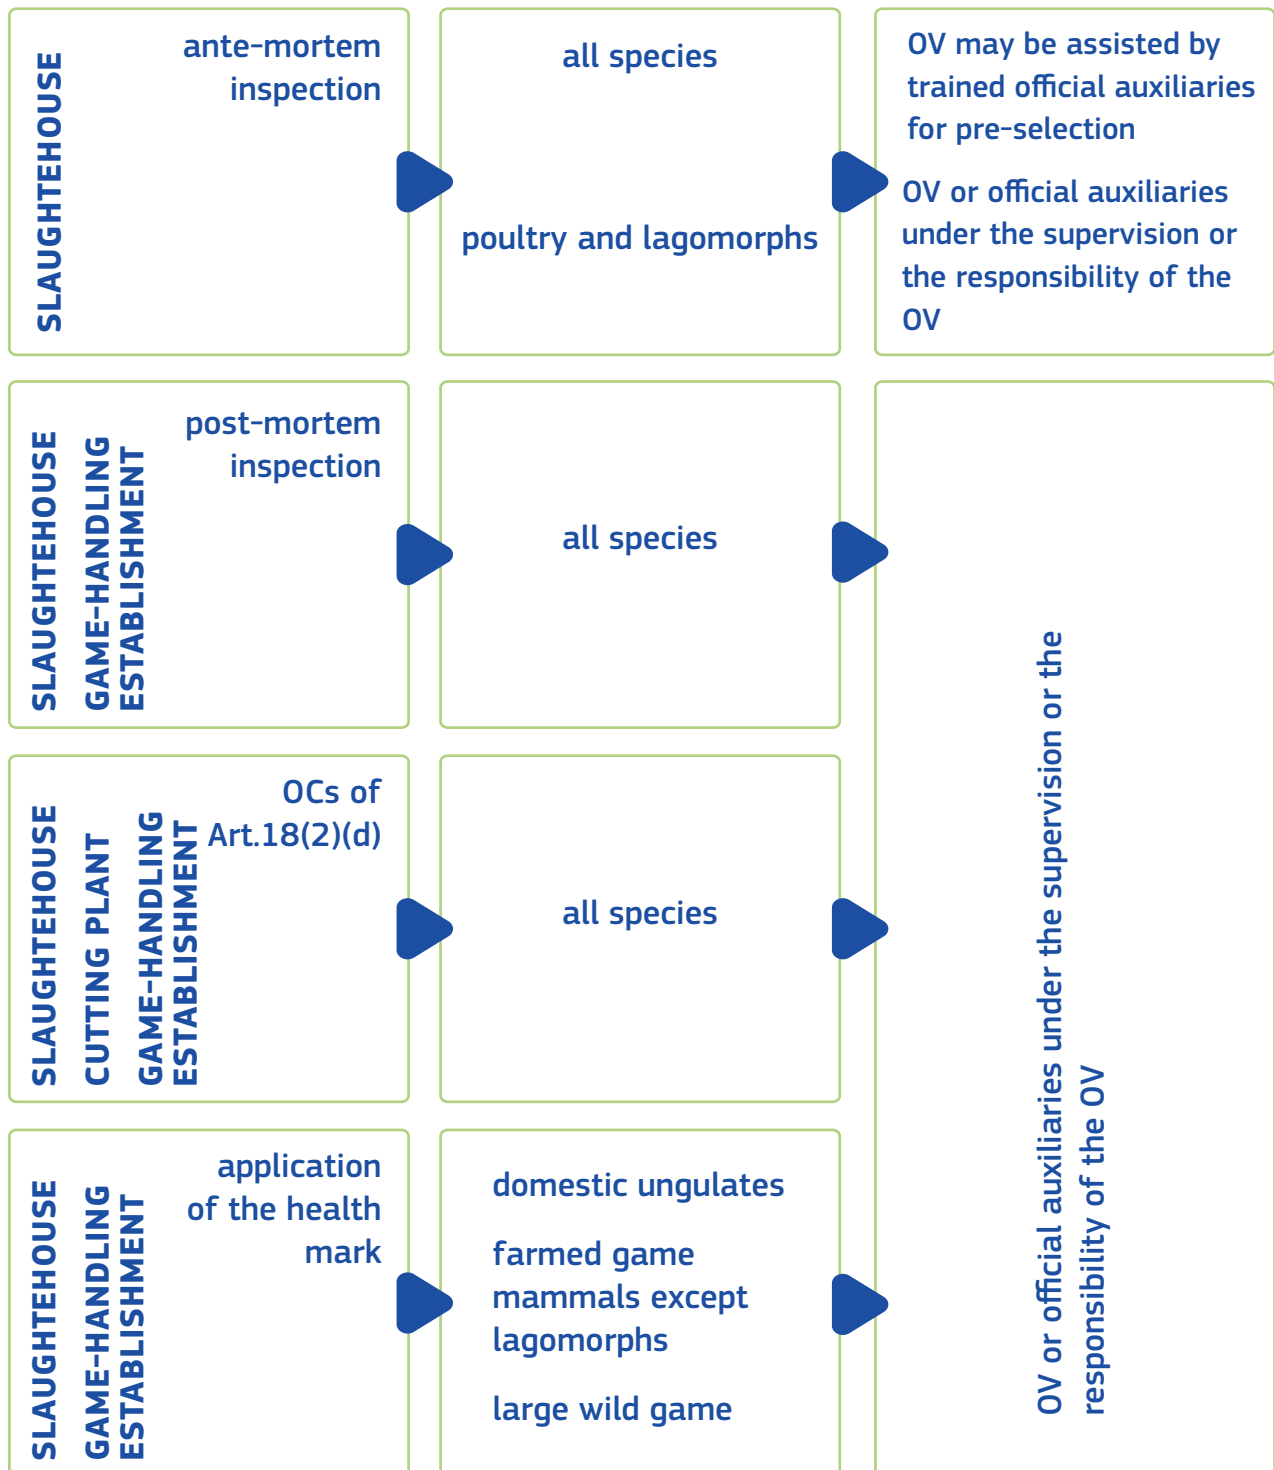 SLAUGHTEHOUSE
ante-mortem
inspection
all species
poultry and lagomorphs
OV may be assisted by
trained official auxiliaries
for pre-selection
OV or official auxiliaries
under the supervision or
the responsibility of the
OV
SLAUGHTEHOUSE
GAME-HANDLING
ESTABLISHMENT
post-mortem
inspection
all species
SLAUGHTEHOUSE
CUTTING PLANT
GAME-HANDLING
ESTABLISHMENT
OCs of
Art.18(2)(d)
all species
SLAUGHTEHOUSE
GAME-HANDLING
ESTABLISHMENT
application
of the health
mark
domestic ungulates
farmed game
mammals except
lagomorphs
large wild game
OV or official auxiliaries under the supervision or the
responsibility of the OV